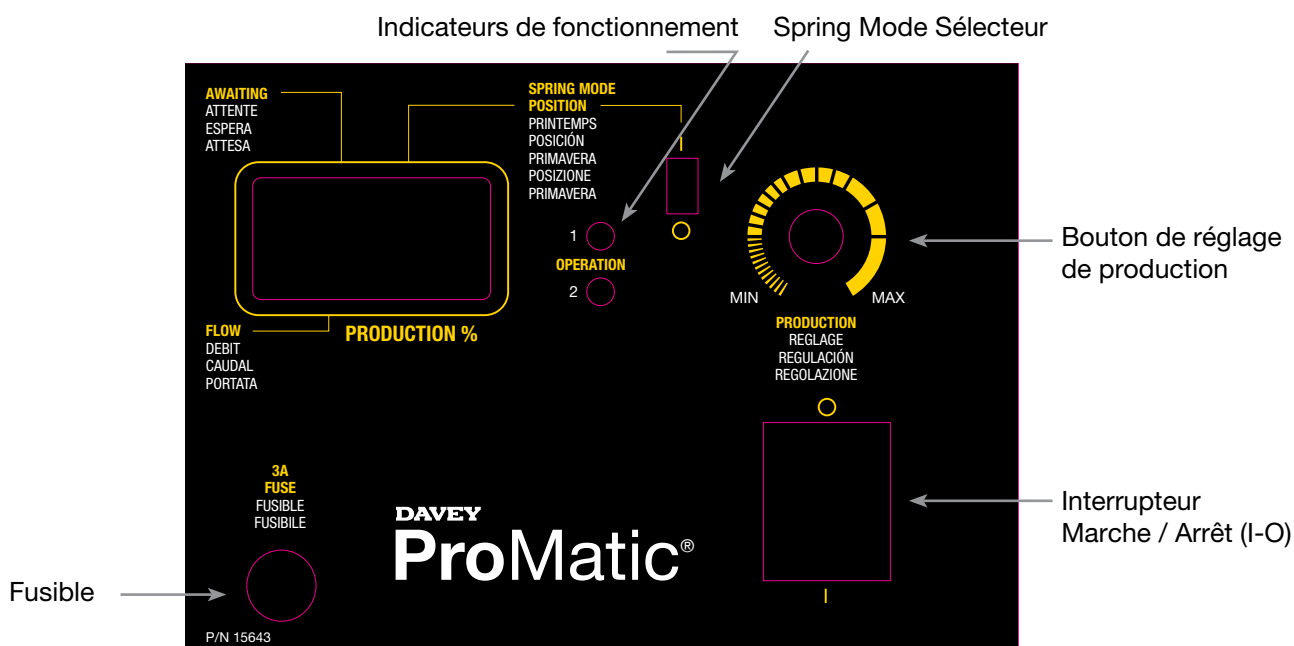 Indicateurs de fonctionnement
Spring Mode Sélecteur
AWAITING
ATTENTE
ESPERA
ATTESA
SPRING MODE
POSITION
PRINTEMPS
POSICIÓN
PRIMAVERA
POSIZIONE
PRIMAVERA
I
O
1
OPERATION
2
MIN
MAX
Bouton de réglage
de production
FLOW
DEBIT
CAUDAL
PORTATA
PRODUCTION %
PRODUCTION
REGLAGE
REGULACIÓN
REGOLAZIONE
O
I
3A
FUSE
FUSIBLE
FUSIBILE
DAVEY
ProMatic®
Interrupteur
Marche / Arrêt (I-O)
Fusible
P/N 15643